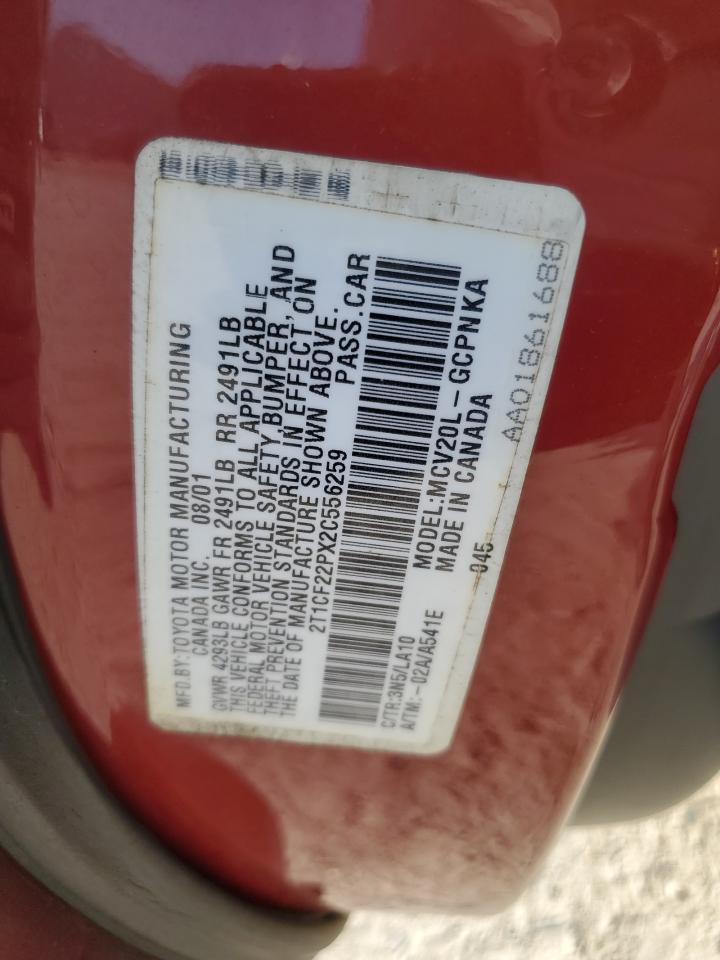 MFD.BY:TOYOTA MOTOR MANUFACTURING
CANADA INC. 08/01
GVWR 4293LB GAWR FR 2491LB RR 2491LB
THIS VEHICLE CONFORMS TO ALL APPLICABLE
FEDERAL MOTOR VEHICLE SAFETY BUMPER, AND
THEFT PREVENTION STANDARDS IN EFFECT ON
THE DATE OF MANUFACTURE SHOWN ABOVE.
2T1CF22PX2C556259 PASS.CAR
C/TR:3N5/LA10 MODEL:MCV20L-GCPNKA
A/TM:-02A/A541E MADE IN CANADA
04E
AA01861688